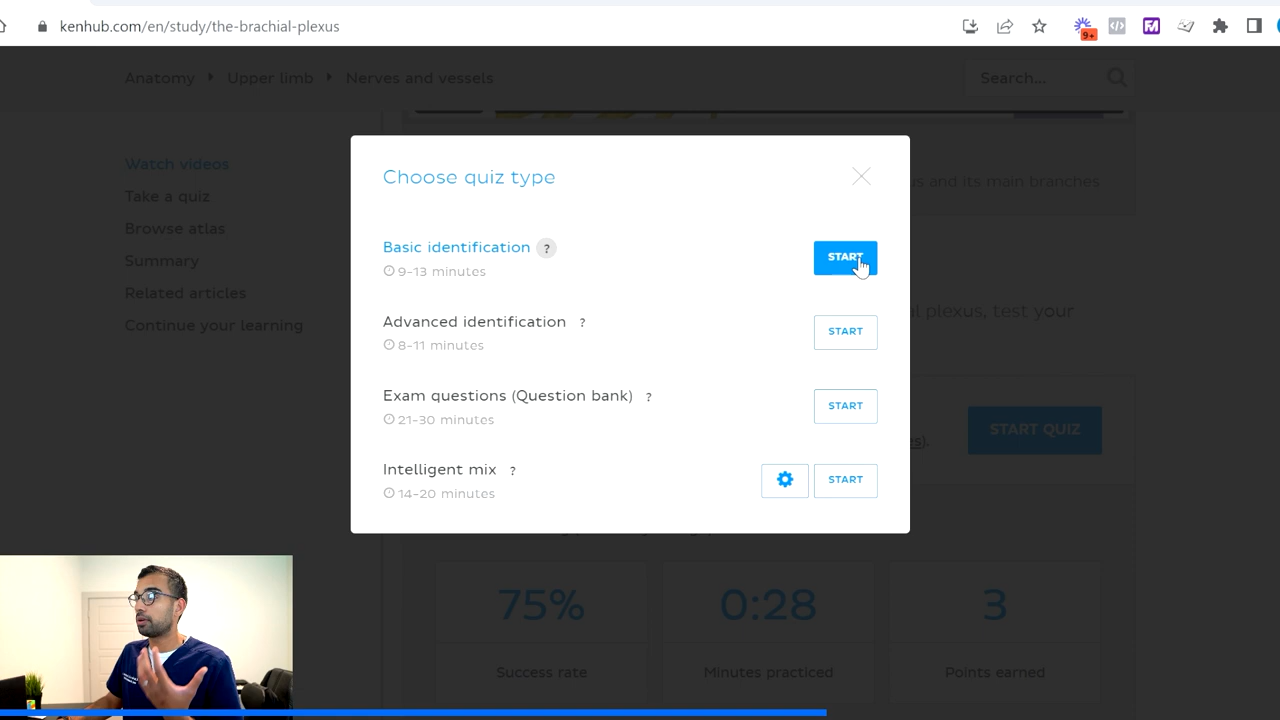 kenhub.com/en/study/the-brachial-plexus
9+
Anatomy Upper limb Nerves and vessels
Search...
Watch videos
Take a quiz
Browse atlas
Summary
Related articles
Continue your learning
us and its main branches
Choose quiz type
Basic identification ?
9-13 minutes
START
Advanced identification ?
8-11 minutes
START
Exam questions (Question bank) ?
21-30 minutes
START
Intelligent mix ?
14-20 minutes
START
al plexus, test your
es).
START QUIZ
75%
0:28
3
Success rate
Minutes practiced
Points earned